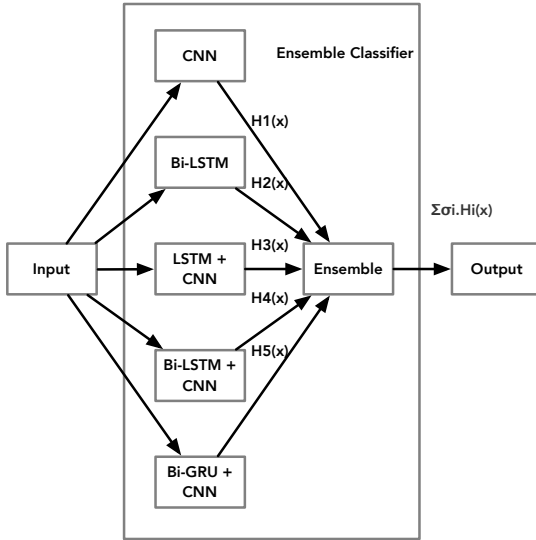 CNN
Ensemble Classifier
H1(x)
Bi-LSTM
H2(x)
Σσi.Hi(x)
H3(x)
Input
LSTM +
CNN
Ensemble
Output
H4(x)
H5(x)
Bi-LSTM +
CNN
Bi-GRU +
CNN